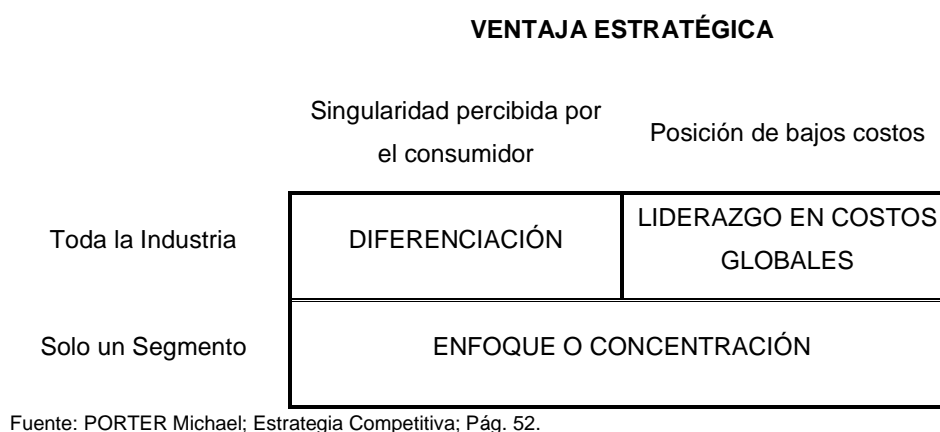 VENTAJA ESTRATÉGICA
Singularidad percibida por
el consumidor
Posición de bajos costos
Toda la Industria
DIFERENCIACIÓN
LIDERAZGO EN COSTOS
GLOBALES
Solo un Segmento
ENFOQUE O CONCENTRACIÓN
Fuente: PORTER Michael; Estrategia Competitiva; Pág. 52.